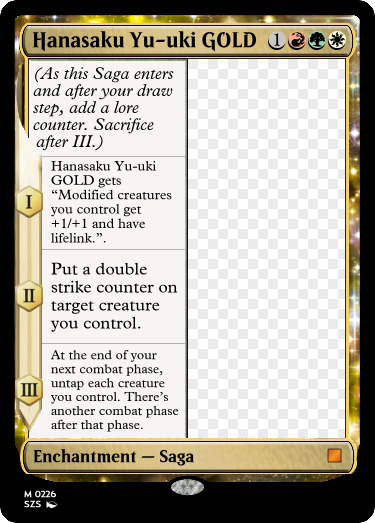 Hanasaku Yu-uki GOLD 1
(As this Saga enters
and after your draw
step, add a lore
counter. Sacrifice
after III.)
I
Hanasaku Yu-uki
GOLD gets
“Modified creatures
you control get
+1/+1 and have
lifelink.”.
II
Put a double
strike counter on
target creature
you control.
III
At the end of your
next combat phase,
untap each creature
you control. There’s
another combat phase
after that phase.
Enchantment — Saga
M 0226
SZS